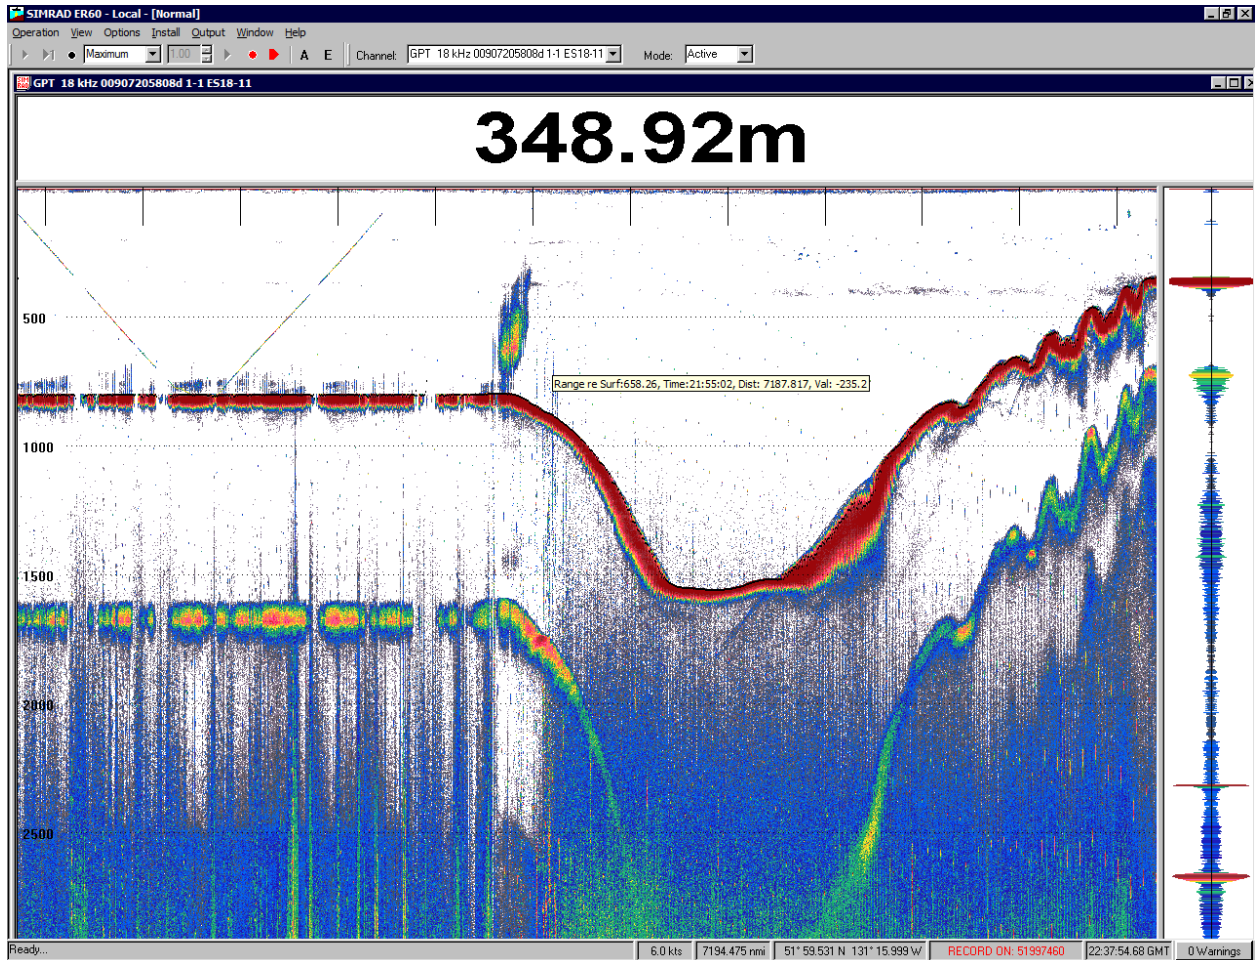 SIMRAD ER60 - Local - [Normal]
Operation View Options Install Output Window Help
Maximum 1.00 A E Channel: GPT 18 kHz 00907205808d 1-1 ES18-11 Mode: Active
GPT 18 kHz 00907205808d 1-1 ES18-11
348.92m
500
Range re Surf:658.26, Time:21:55:02, Dist: 7187.817, Val: -235.2
1000
1500
2000
2500
Ready... 6.0 kts 7194.475 nmi 51° 59.531 N 131° 15.999 W RECORD ON: 51997460 22:37:54.68 GMT 0 Warnings